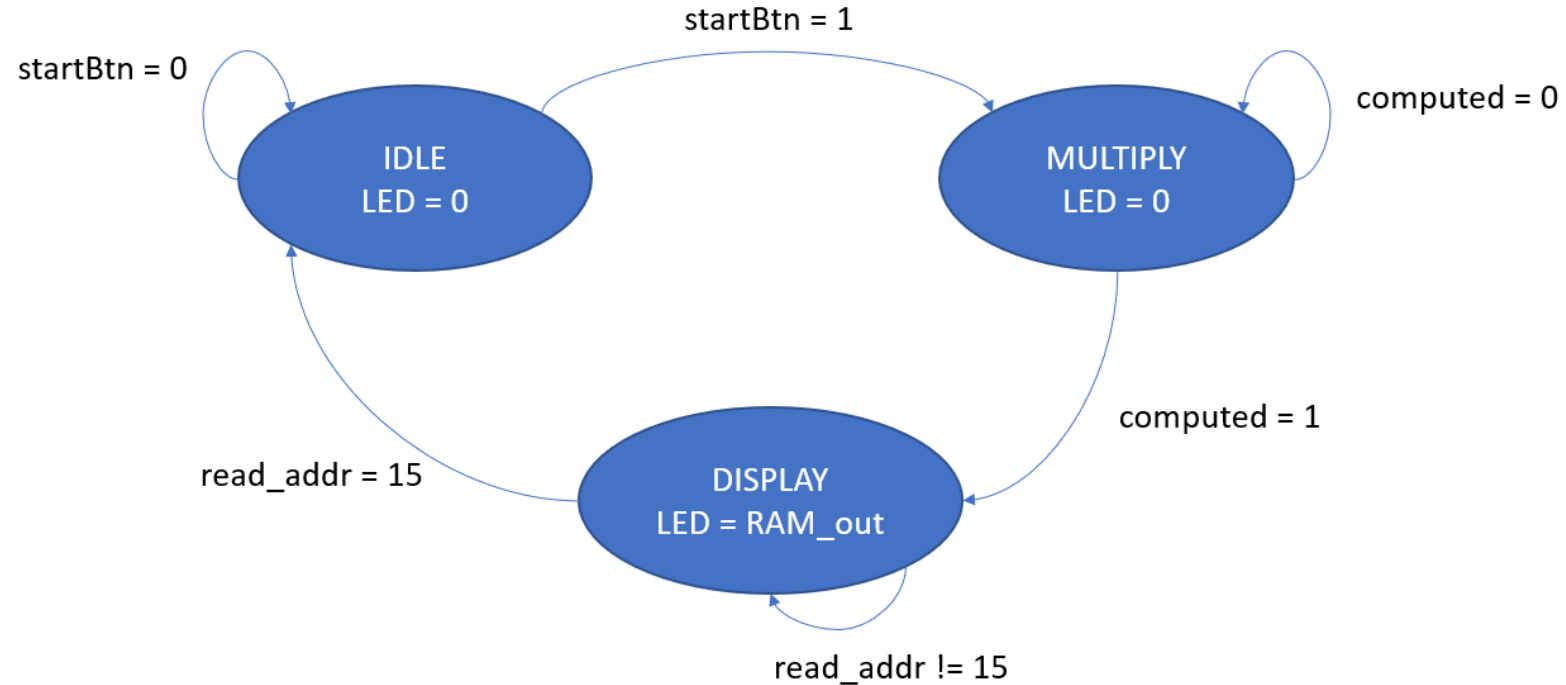 startBtn = 1
startBtn = 0
computed = 0
IDLE
LED = 0
MULTIPLY
LED = 0
computed = 1
read_addr = 15
DISPLAY
LED = RAM_out
read_addr != 15